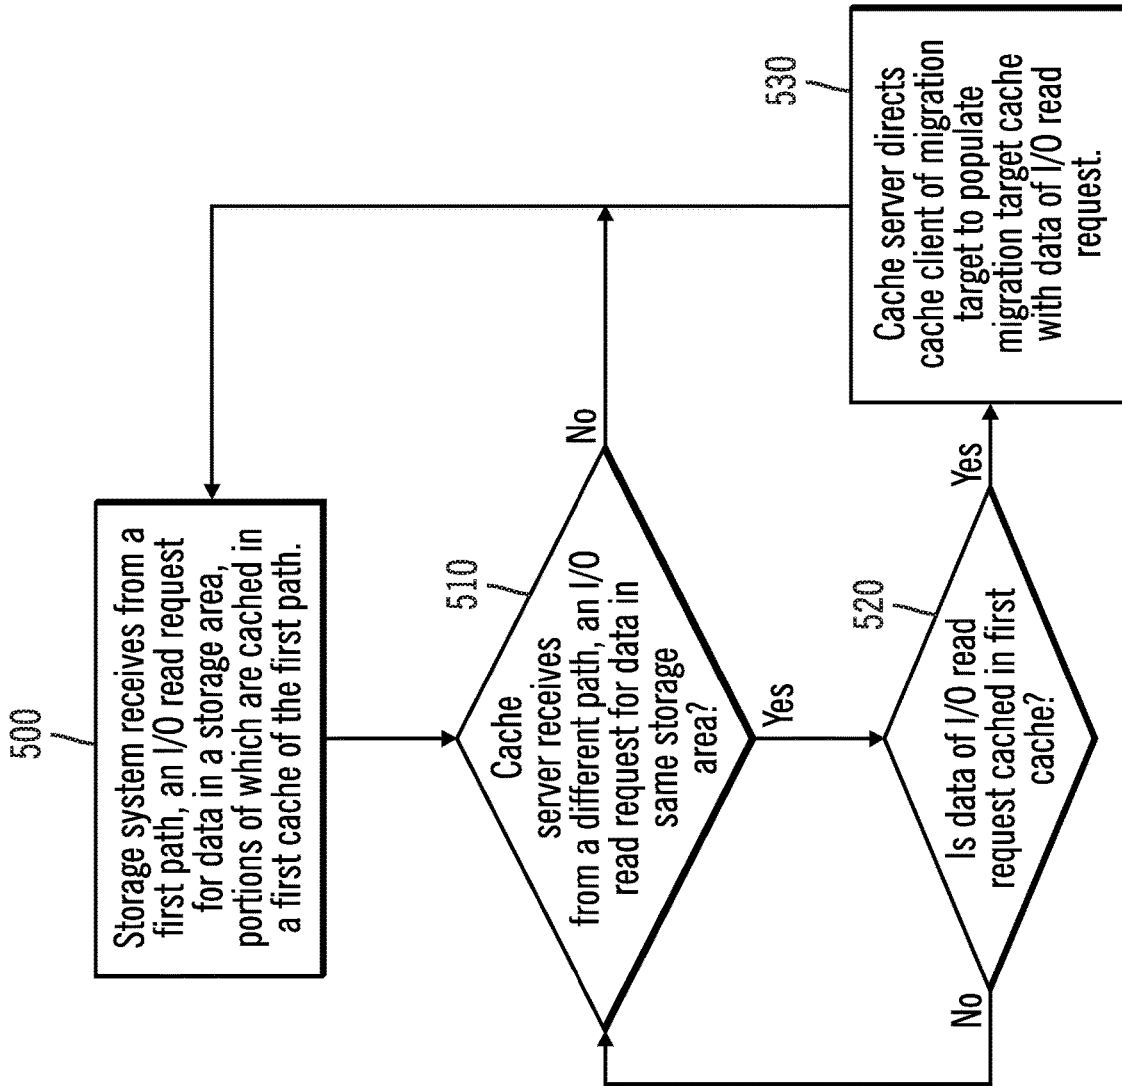 500
Storage system receives from a
first path, an I/O read request
for data in a storage area,
portions of which are cached in
a first cache of the first path.
510
Cache
server receives
from a different path, an I/O
read request for data in
same storage
area?
No
Yes
520
Is data of I/O read
request cached in first
cache?
No
Yes
530
Cache server directs
cache client of migration
target to populate
migration target cache
with data of I/O read
request.